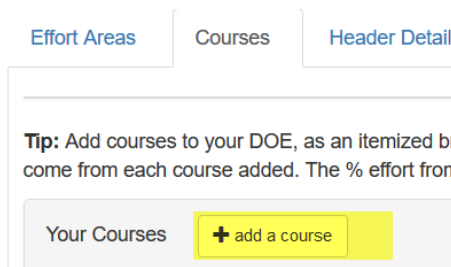 Effort Areas Courses Header Detail
Tip: Add courses to your DOE, as an itemized
come from each course added. The % effort
Your Courses + add a course